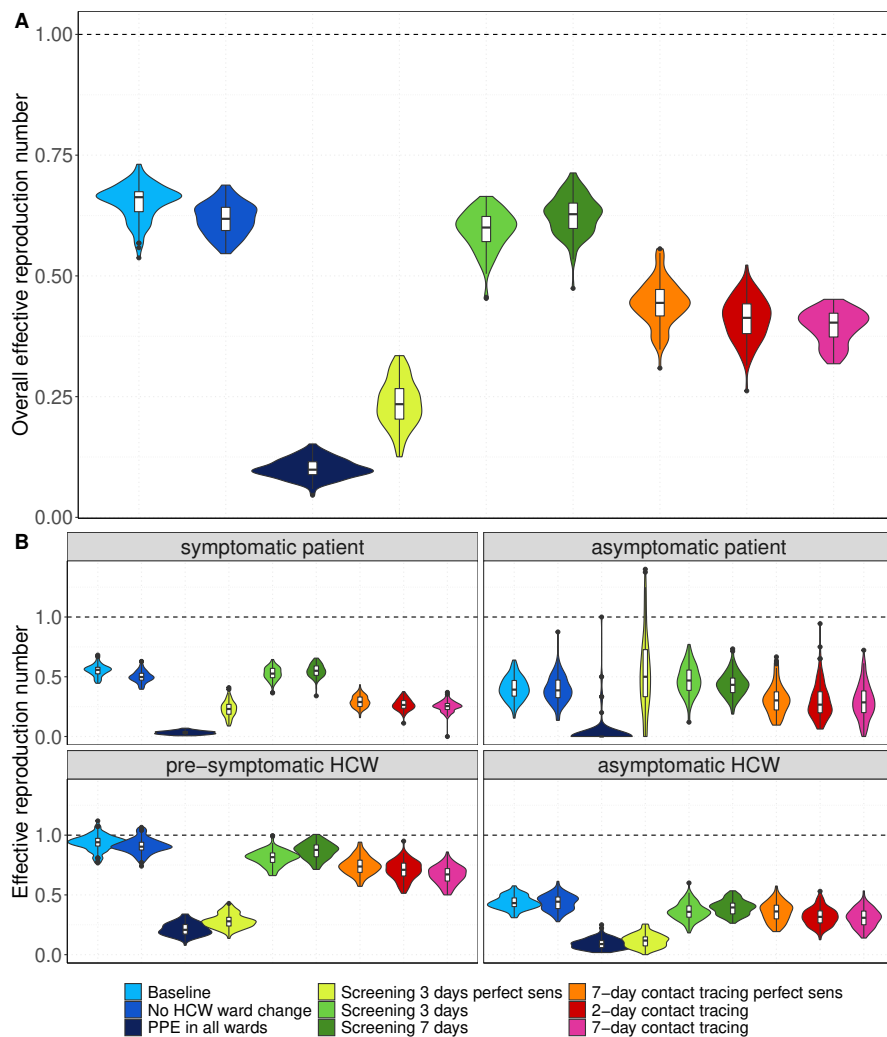 A
Overall effective reproduction number
1.00
0.75
0.50
0.25
0.00
B
Effective reproduction number
symptomatic patient
asymptomatic patient
1.0
0.5
0.0
pre−symptomatic HCW
asymptomatic HCW
1.0
0.5
0.0
Baseline
No HCW ward change
PPE in all wards
Screening 3 days perfect sens
Screening 3 days
Screening 7 days
7−day contact tracing perfect sens
2−day contact tracing
7−day contact tracing